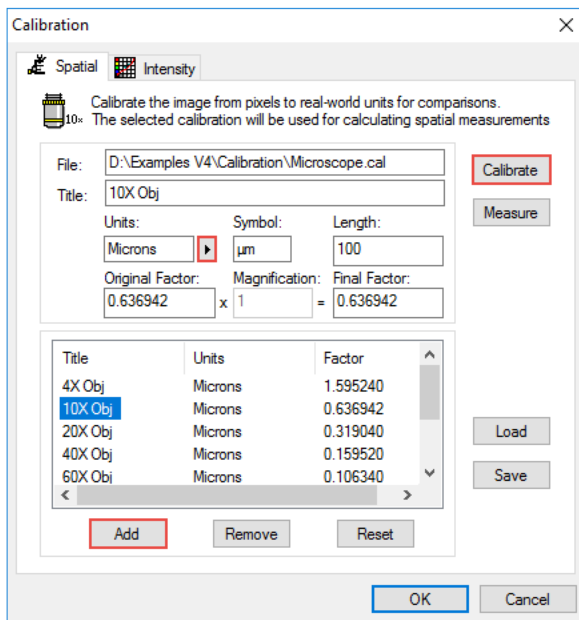 Calibration
Spatial
Intensity
10x
Calibrate the image from pixels to real-world units for comparisons.
The selected calibration will be used for calculating spatial measurements
File: D:\Examples V4\Calibration\Microscope.cal
Calibrate
Title: 10X Obj
Measure
Units: Symbol: Length:
Microns µm 100
Original Factor: Magnification: Final Factor:
0.636942 x 1 = 0.636942
Title Units Factor
4X Obj Microns 1.595240
10X Obj Microns 0.636942
20X Obj Microns 0.319040
40X Obj Microns 0.159520
60X Obj Microns 0.106340
Load
Save
Add Remove Reset
OK Cancel